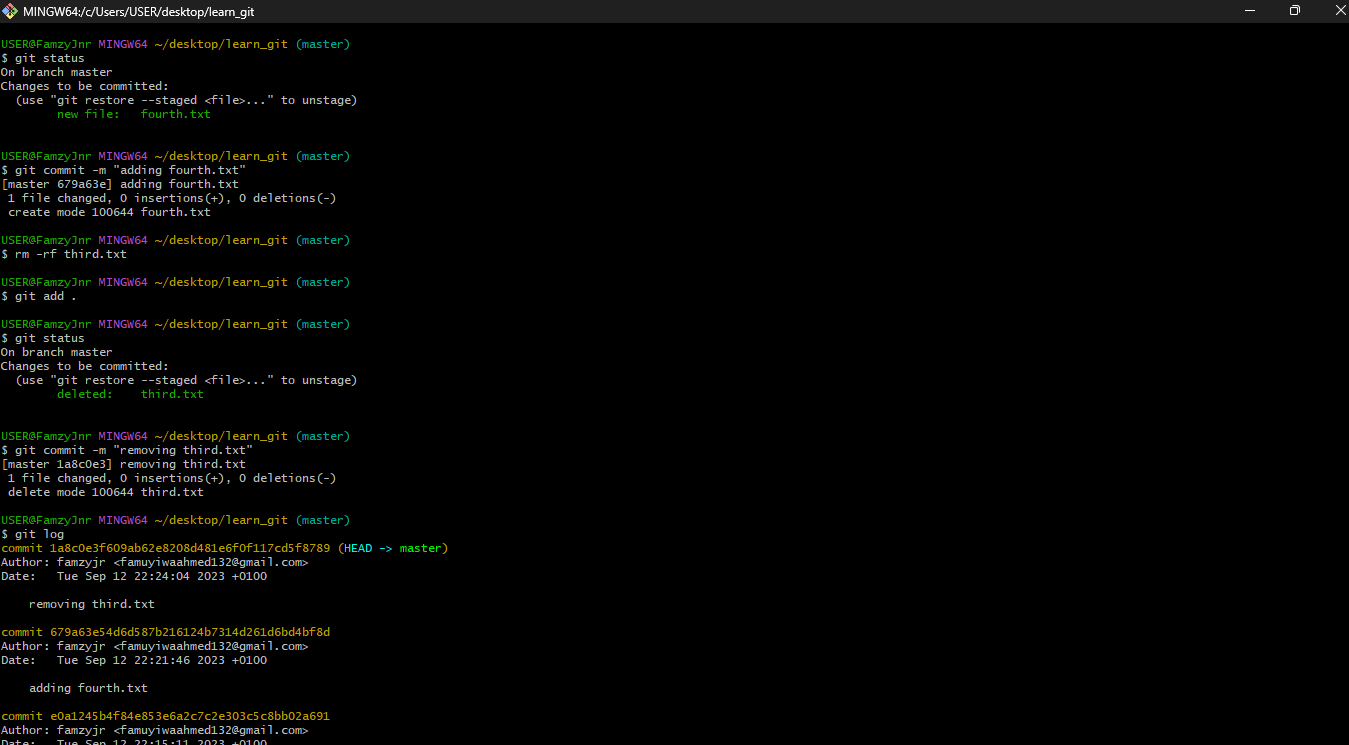 MINGW64:/c/Users/USER/desktop/learn_git
USER@FamzyJnr MINGW64 ~/desktop/learn_git (master)
$ git status
On branch master
Changes to be committed:
  (use "git restore --staged <file>..." to unstage)
        new file:   fourth.txt
USER@FamzyJnr MINGW64 ~/desktop/learn_git (master)
$ git commit -m "adding fourth.txt"
[master 679a63e] adding fourth.txt
 1 file changed, 0 insertions(+), 0 deletions(-)
 create mode 100644 fourth.txt
USER@FamzyJnr MINGW64 ~/desktop/learn_git (master)
$ rm -rf third.txt
USER@FamzyJnr MINGW64 ~/desktop/learn_git (master)
$ git add .
USER@FamzyJnr MINGW64 ~/desktop/learn_git (master)
$ git status
On branch master
Changes to be committed:
  (use "git restore --staged <file>..." to unstage)
        deleted:    third.txt
USER@FamzyJnr MINGW64 ~/desktop/learn_git (master)
$ git commit -m "removing third.txt"
[master 1a8c0e3] removing third.txt
 1 file changed, 0 insertions(+), 0 deletions(-)
 delete mode 100644 third.txt
USER@FamzyJnr MINGW64 ~/desktop/learn_git (master)
$ git log
commit 1a8c0e3f609ab62e8208d481e6f0f117cd5f8789 (HEAD -> master)
Author: famzyjr <famuyiwaahmed132@gmail.com>
Date:   Tue Sep 12 22:24:04 2023 +0100
    removing third.txt
commit 679a63e54d6d587b216124b7314d261d6bd4bf8d
Author: famzyjr <famuyiwaahmed132@gmail.com>
Date:   Tue Sep 12 22:21:46 2023 +0100
    adding fourth.txt
commit e0a1245b4f84e853e6a2c7c2e303c5c8bb02a691
Author: famzyjr <famuyiwaahmed132@gmail.com>
Date:   Tue Sep 12 22:15:11 2023 +0100